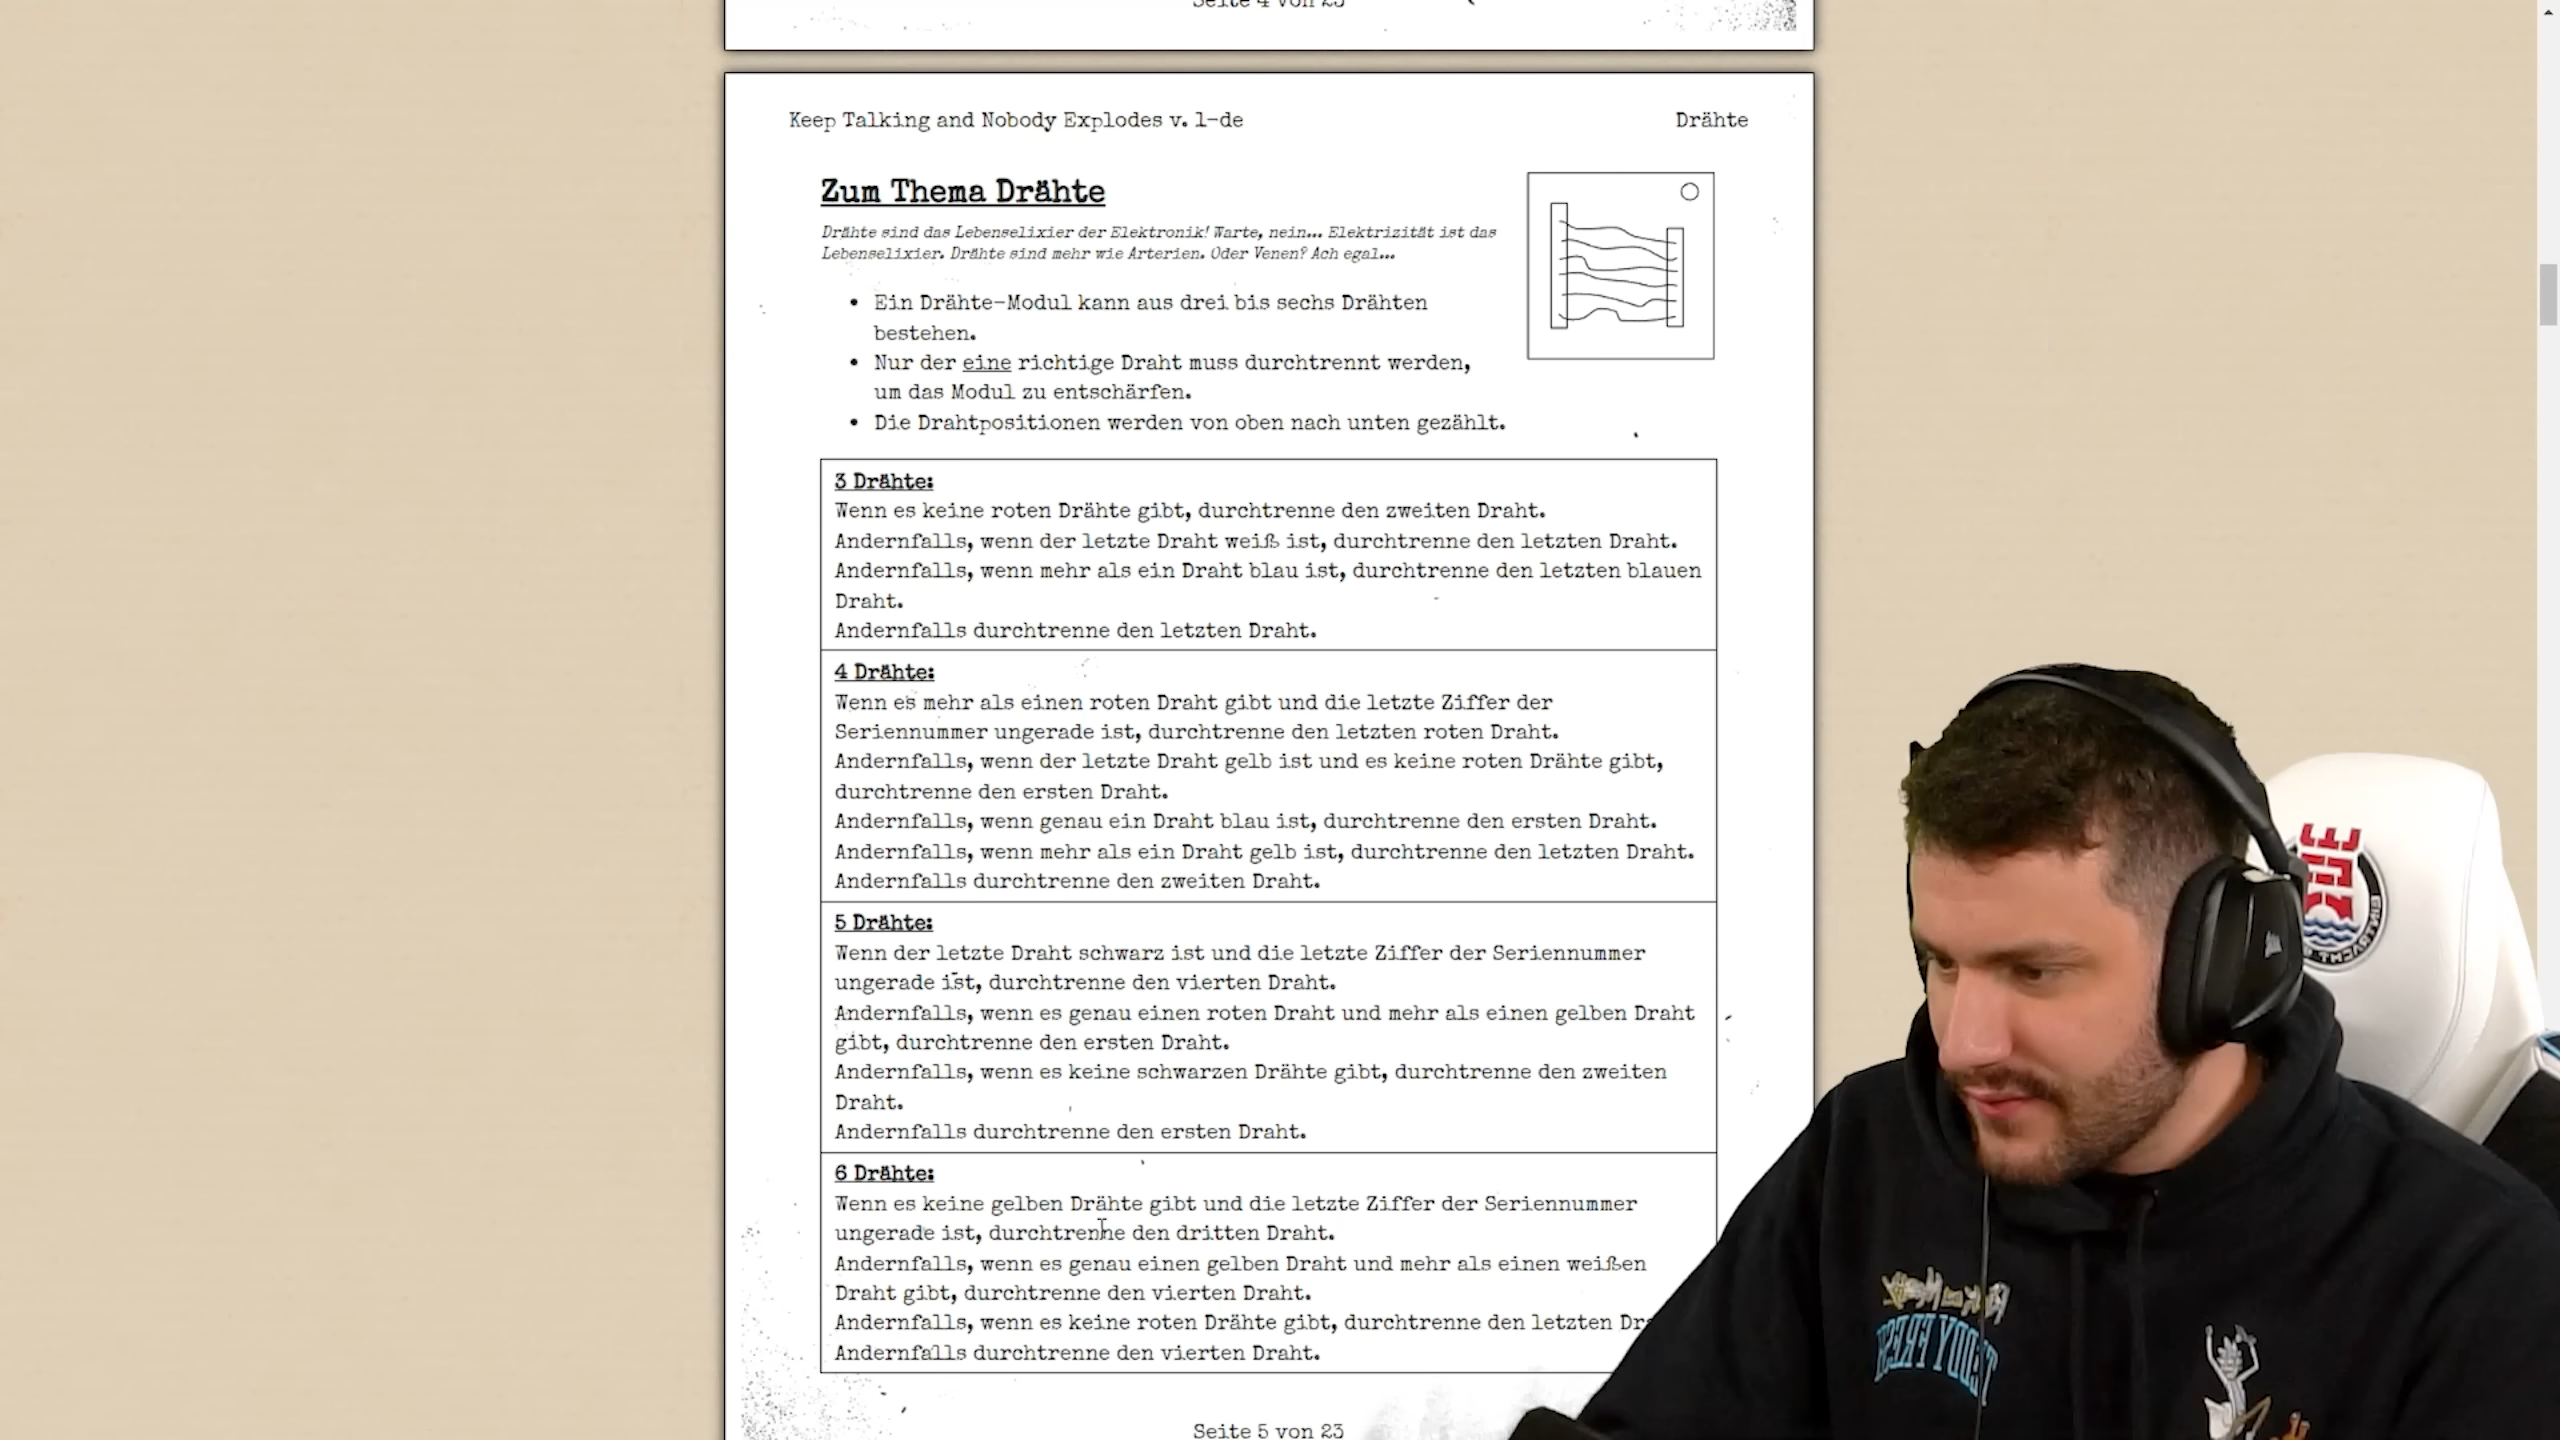 Seite 4 von 23
Keep Talking and Nobody Explodes v. 1-de
Drähte
Zum Thema Drähte
Drähte sind das Lebenselixier der Elektronik! Warte, nein... Elektrizität ist das
Lebenselixier. Drähte sind mehr wie Arterien. Oder Venen? Ach egal...
• Ein Drähte-Modul kann aus drei bis sechs Drähten
bestehen.
• Nur der eine richtige Draht muss durchtrennt werden,
um das Modul zu entschärfen.
• Die Drahtpositionen werden von oben nach unten gezählt.
3 Drähte:
Wenn es keine roten Drähte gibt, durchtrenne den zweiten Draht.
Andernfalls, wenn der letzte Draht weiß ist, durchtrenne den letzten Draht.
Andernfalls, wenn mehr als ein Draht blau ist, durchtrenne den letzten blauen
Draht.
Andernfalls durchtrenne den letzten Draht.
4 Drähte:
Wenn es mehr als einen roten Draht gibt und die letzte Ziffer der
Seriennummer ungerade ist, durchtrenne den letzten roten Draht.
Andernfalls, wenn der letzte Draht gelb ist und es keine roten Drähte gibt,
durchtrenne den ersten Draht.
Andernfalls, wenn genau ein Draht blau ist, durchtrenne den ersten Draht.
Andernfalls, wenn mehr als ein Draht gelb ist, durchtrenne den letzten Draht.
Andernfalls durchtrenne den zweiten Draht.
5 Drähte:
Wenn der letzte Draht schwarz ist und die letzte Ziffer der Seriennummer
ungerade ist, durchtrenne den vierten Draht.
Andernfalls, wenn es genau einen roten Draht und mehr als einen gelben Draht
gibt, durchtrenne den ersten Draht.
Andernfalls, wenn es keine schwarzen Drähte gibt, durchtrenne den zweiten
Draht.
Andernfalls durchtrenne den ersten Draht.
6 Drähte:
Wenn es keine gelben Drähte gibt und die letzte Ziffer der Seriennummer
ungerade ist, durchtrenne den dritten Draht.
Andernfalls, wenn es genau einen gelben Draht und mehr als einen weißen
Draht gibt, durchtrenne den vierten Draht.
Andernfalls, wenn es keine roten Drähte gibt, durchtrenne den letzten
Andernfalls durchtrenne den vierten Draht.
Seite 5 von 23
TEDDY FRESH